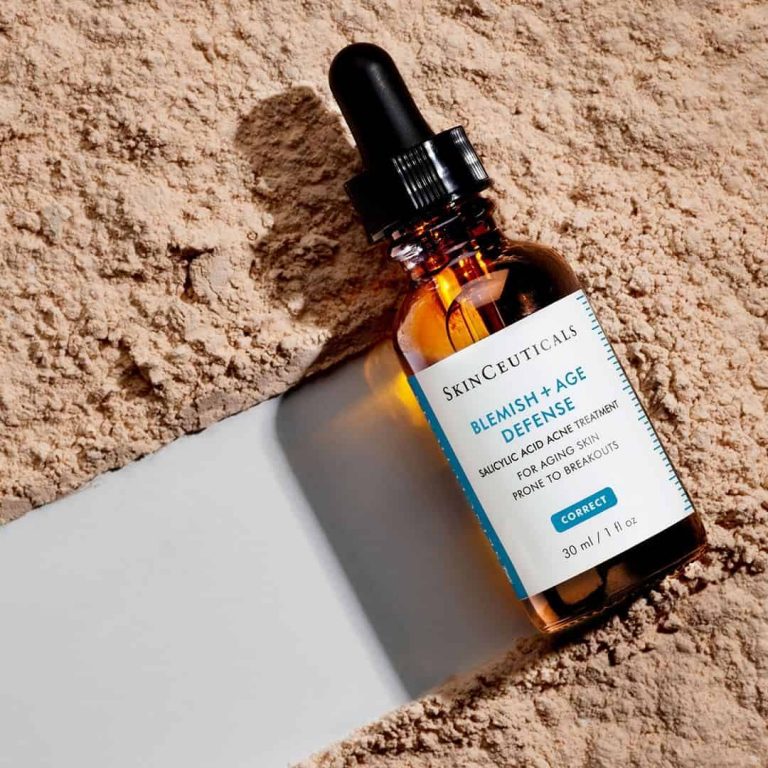 SKINCEUTICALS
BLEMISH + AGE
DEFENSE
SALICYLIC ACID ACNE TREATMENT
FOR AGING SKIN
PRONE TO BREAKOUTS
CORRECT
30 ml / 1 fl oz